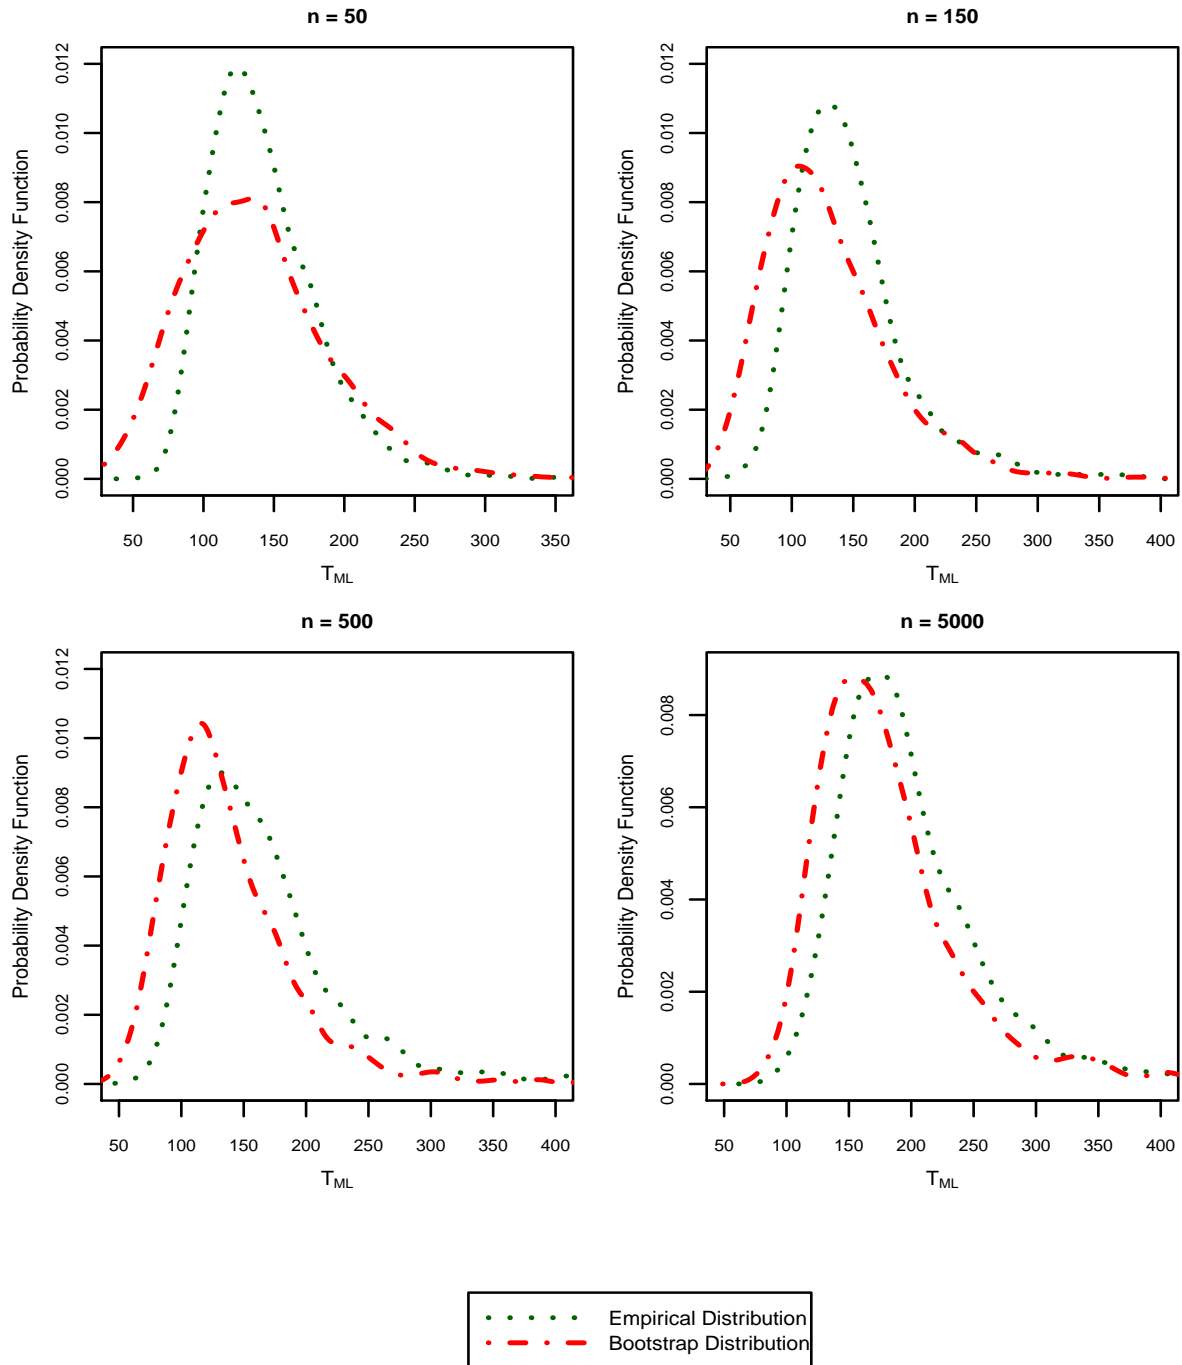 n = 50
Probability Density Function
0.000 0.002 0.004 0.006 0.008 0.010 0.012
50 100 150 200 250 300 350
TML
n = 150
Probability Density Function
0.000 0.002 0.004 0.006 0.008 0.010 0.012
50 100 150 200 250 300 350 400
TML
n = 500
Probability Density Function
0.000 0.002 0.004 0.006 0.008 0.010 0.012
50 100 150 200 250 300 350 400
TML
n = 5000
Probability Density Function
0.000 0.002 0.004 0.006 0.008
50 100 150 200 250 300 350 400
TML
Empirical Distribution
Bootstrap Distribution